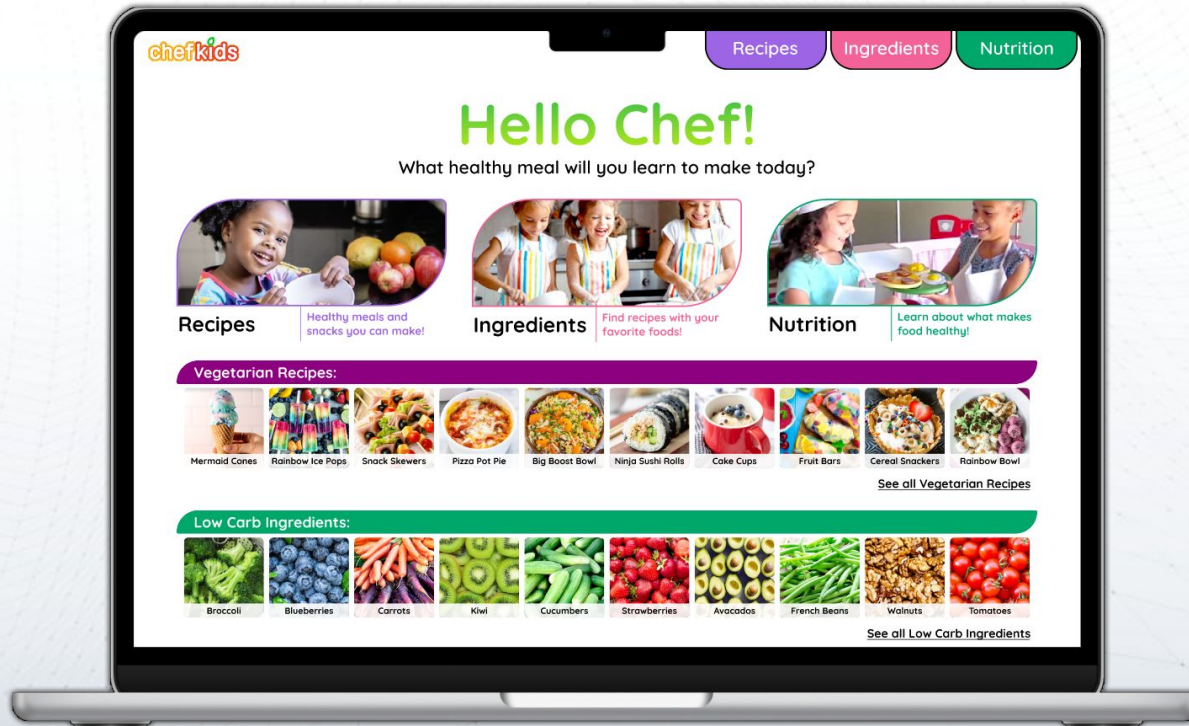 chefkids
Recipes
Ingredients
Nutrition
Hello Chef!
What healthy meal will you learn to make today?
Recipes
Healthy meals and
snacks you can make!
Ingredients
Find recipes with your
favorite foods!
Nutrition
Learn about what makes
food healthy!
Vegetarian Recipes:
Mermaid Cones
Rainbow Ice Pops
Snack Skewers
Pizza Pot Pie
Big Boost Bowl
Ninja Sushi Rolls
Cake Cups
Fruit Bars
Cereal Snackers
Rainbow Bowl
See all Vegetarian Recipes
Low Carb Ingredients:
Broccoli
Blueberries
Carrots
Kiwi
Cucumbers
Strawberries
Avacados
French Beans
Walnuts
Tomatoes
See all Low Carb Ingredients